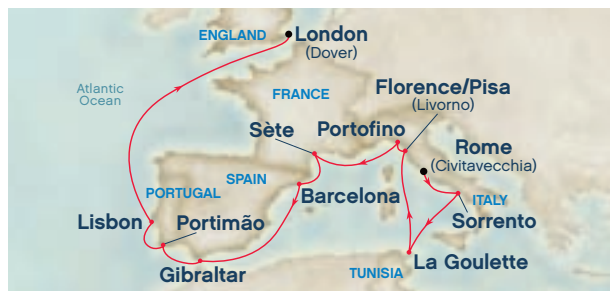 ENGLAND
London
(Dover)
Atlantic
Ocean
FRANCE
Florence/Pisa
(Livorno)
Sète
Portofino
Rome
(Civitavecchia)
SPAIN
PORTUGAL
Barcelona
ITALY
Lisbon
Portimão
Sorrento
Gibraltar
La Goulette
TUNISIA